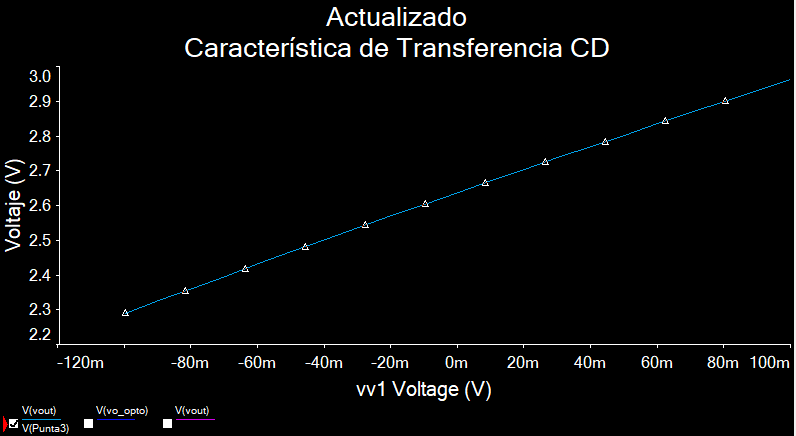 Actualizado
Característica de Transferencia CD
3.0
2.9
2.8
2.7
2.6
2.5
2.4
2.3
2.2
Voltaje (V)
-120m -80m -60m -40m -20m 0m 20m 40m 60m 80m 100m
vv1 Voltage (V)
V(vout) V(vo_opto) V(vout)
V(Punta3)